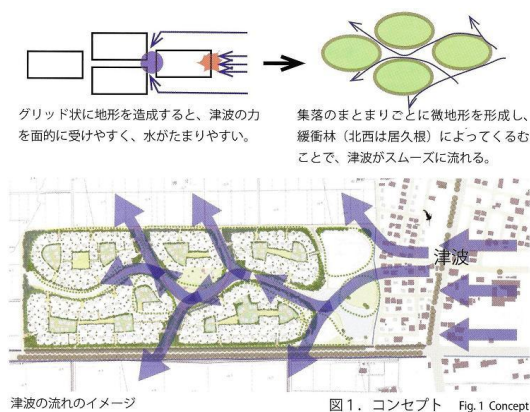 グリッド状に地形を造成すると、津波の力
を面的に受けやすく、水がたまりやすい。
集落のまとまりごとに微地形を形成し、
緩衝林（北西は居久根）によってくるむ
ことで、津波がスムーズに流れる。
津波
津波の流れのイメージ
図1．コンセプト Fig. 1 Concept